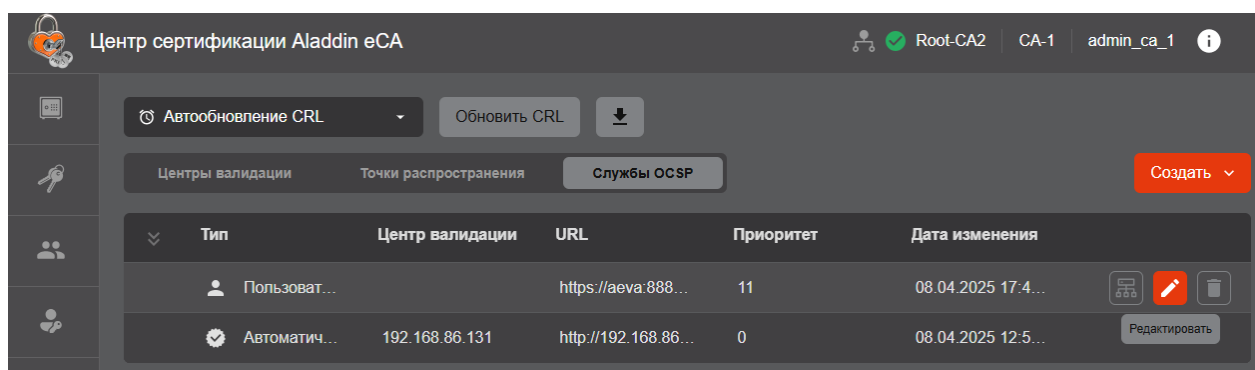 Центр сертификации Aladdin eCA Root-CA2 CA-1 admin_ca_1
Автообновление CRL Обновить CRL
Центры валидации Точки распространения Службы OCSP Создать
Тип Центр валидации URL Приоритет Дата изменения
Пользоват... https://aeva:888... 11 08.04.2025 17:4...
Автоматич... 192.168.86.131 http://192.168.86... 0 08.04.2025 12:5...
Редактировать